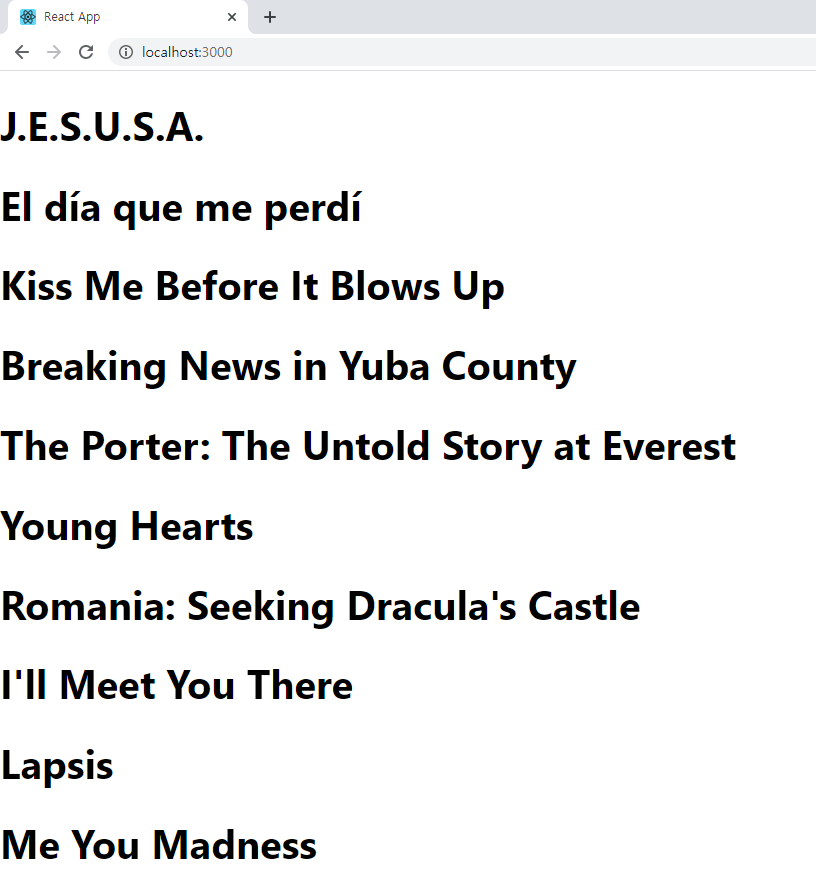 React App
localhost:3000
J.E.S.U.S.A.
El día que me perdí
Kiss Me Before It Blows Up
Breaking News in Yuba County
The Porter: The Untold Story at Everest
Young Hearts
Romania: Seeking Dracula's Castle
I'll Meet You There
Lapsis
Me You Madness